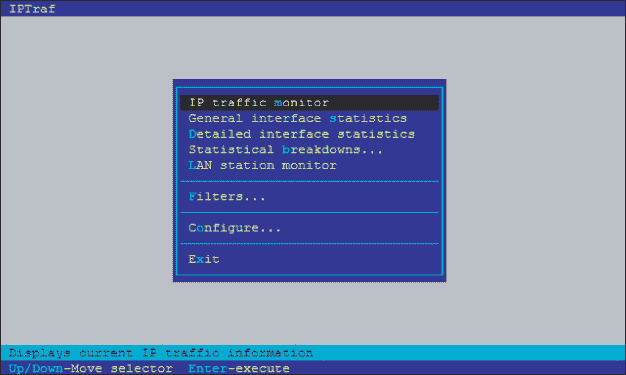 IPTraf
IP traffic monitor
General interface statistics
Detailed interface statistics
Statistical breakdowns...
LAN station monitor
Filters...
Configure...
Exit
Displays current IP traffic information
Up/Down-Move selector  Enter-execute